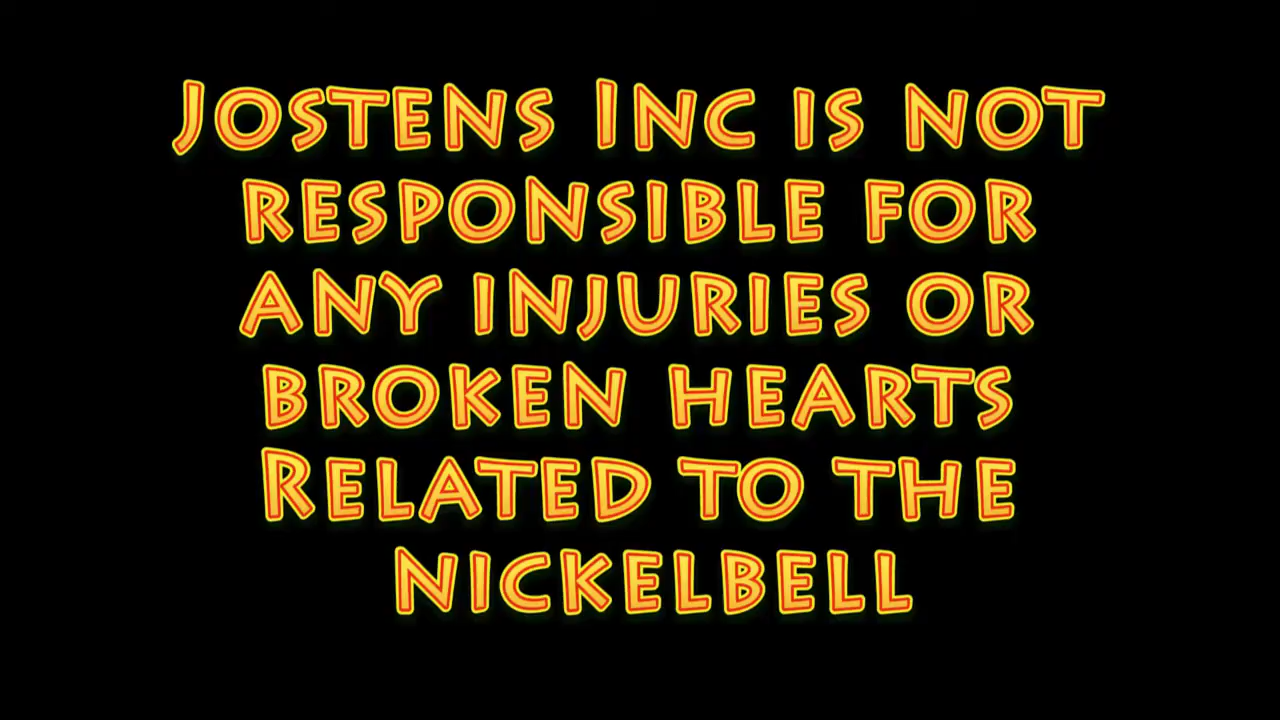 Jostens Inc is not
responsible for
any injuries or
broken hearts
Related to the
nickelbell